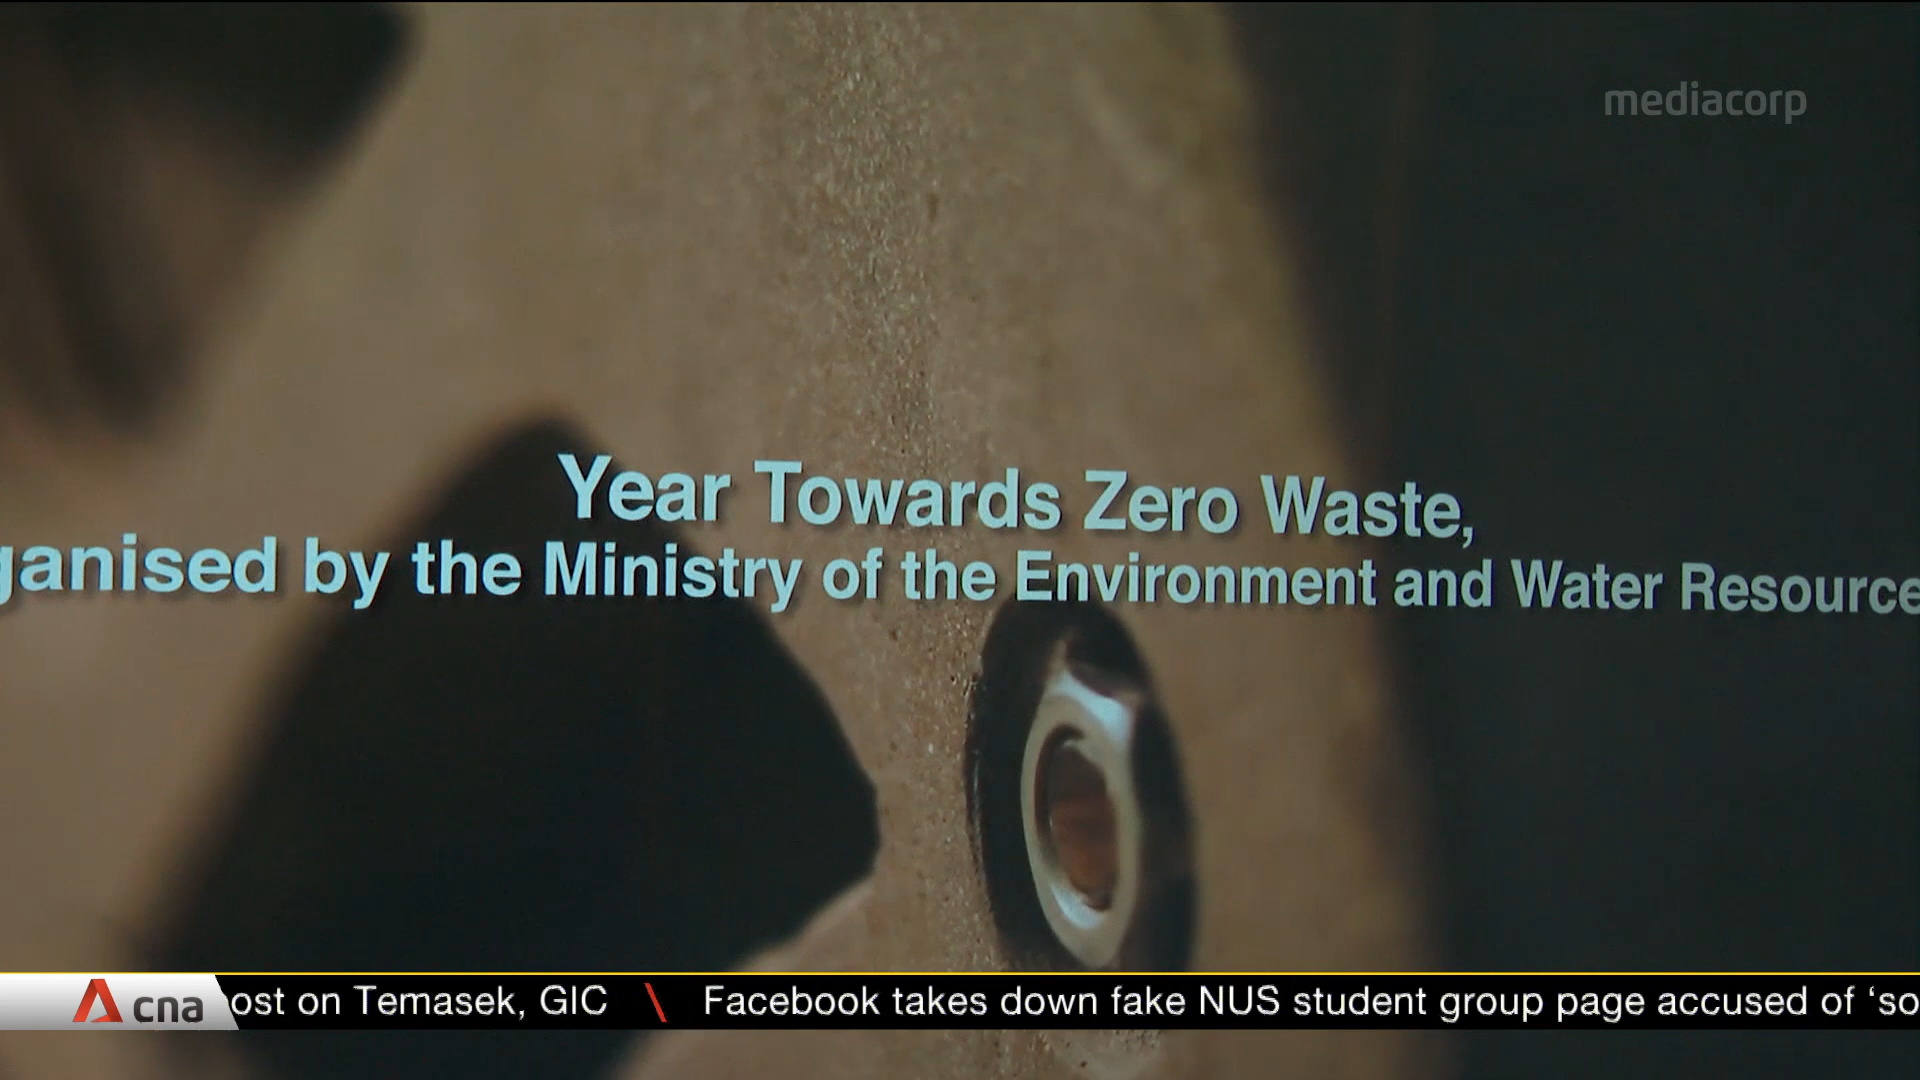 mediacorp
Year Towards Zero Waste,
ganised by the Ministry of the Environment and Water Resource
cna
ost on Temasek, GIC \ Facebook takes down fake NUS student group page accused of ‘so